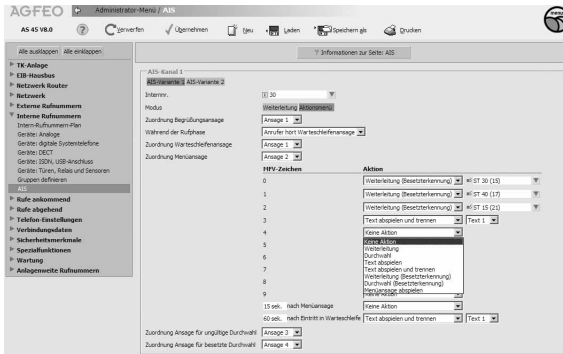 AGFEO
Administrator-Menü / AIS
AS 45 V8.0
?
Verwerfen
Übernehmen
Neu
Laden
Speichern als
Drucken
menü
Alle ausklappen Alle einklappen
Informationen zur Seite: AIS
TK-Anlage
EIB-Hausbus
Netzwerk Router
Netzwerk
Externe Rufnummern
Interne Rufnummern
Intern-Rufnummern-Plan
Geräte: Analoge
Geräte: digitale Systemtelefone
Geräte: DECT
Geräte: ISDN, USB-Anschluss
Geräte: Türen, Relais und Sensoren
Gruppen definieren
AIS
Rufe ankommend
Rufe abgehend
Telefon-Einstellungen
Verbindungsdaten
Sicherheitsmerkmale
Spezialfunktionen
Wartung
Anlagenweite Rufnummern
AIS-Kanal 1
AIS-Variante 1 AIS-Variante 2
Internnr. 30
Modus Weiterleitung Aktionsmenü
Zuordnung Begrüßungsansage Ansage 1
Während der Rufphase Anrufer hört Warteschleifenansage
Zuordnung Warteschleifenansage Ansage 1
Zuordnung Menüansage Ansage 2
MFV-Zeichen Aktion
0 Weiterleitung (Besetzterkennung) ST 30 (15)
1 Weiterleitung (Besetzterkennung) ST 40 (17)
2 Weiterleitung (Besetzterkennung) ST 15 (21)
3 Text abspielen und trennen Text 1
4 Keine Aktion
5 Keine Aktion
Weiterleitung
6 Durchwahl
Text abspielen
7 Text abspielen und trennen
Weiterleitung (Besetzterkennung)
8 Durchwahl (Besetzterkennung)
Menüansage abspielen
9 Keine Aktion
15 sek. nach Menüansage Keine Aktion
60 sek. nach Eintritt in Warteschleife Text abspielen und trennen Text 1
Zuordnung Ansage für ungültige Durchwahl Ansage 3
Zuordnung Ansage für besetzte Durchwahl Ansage 4